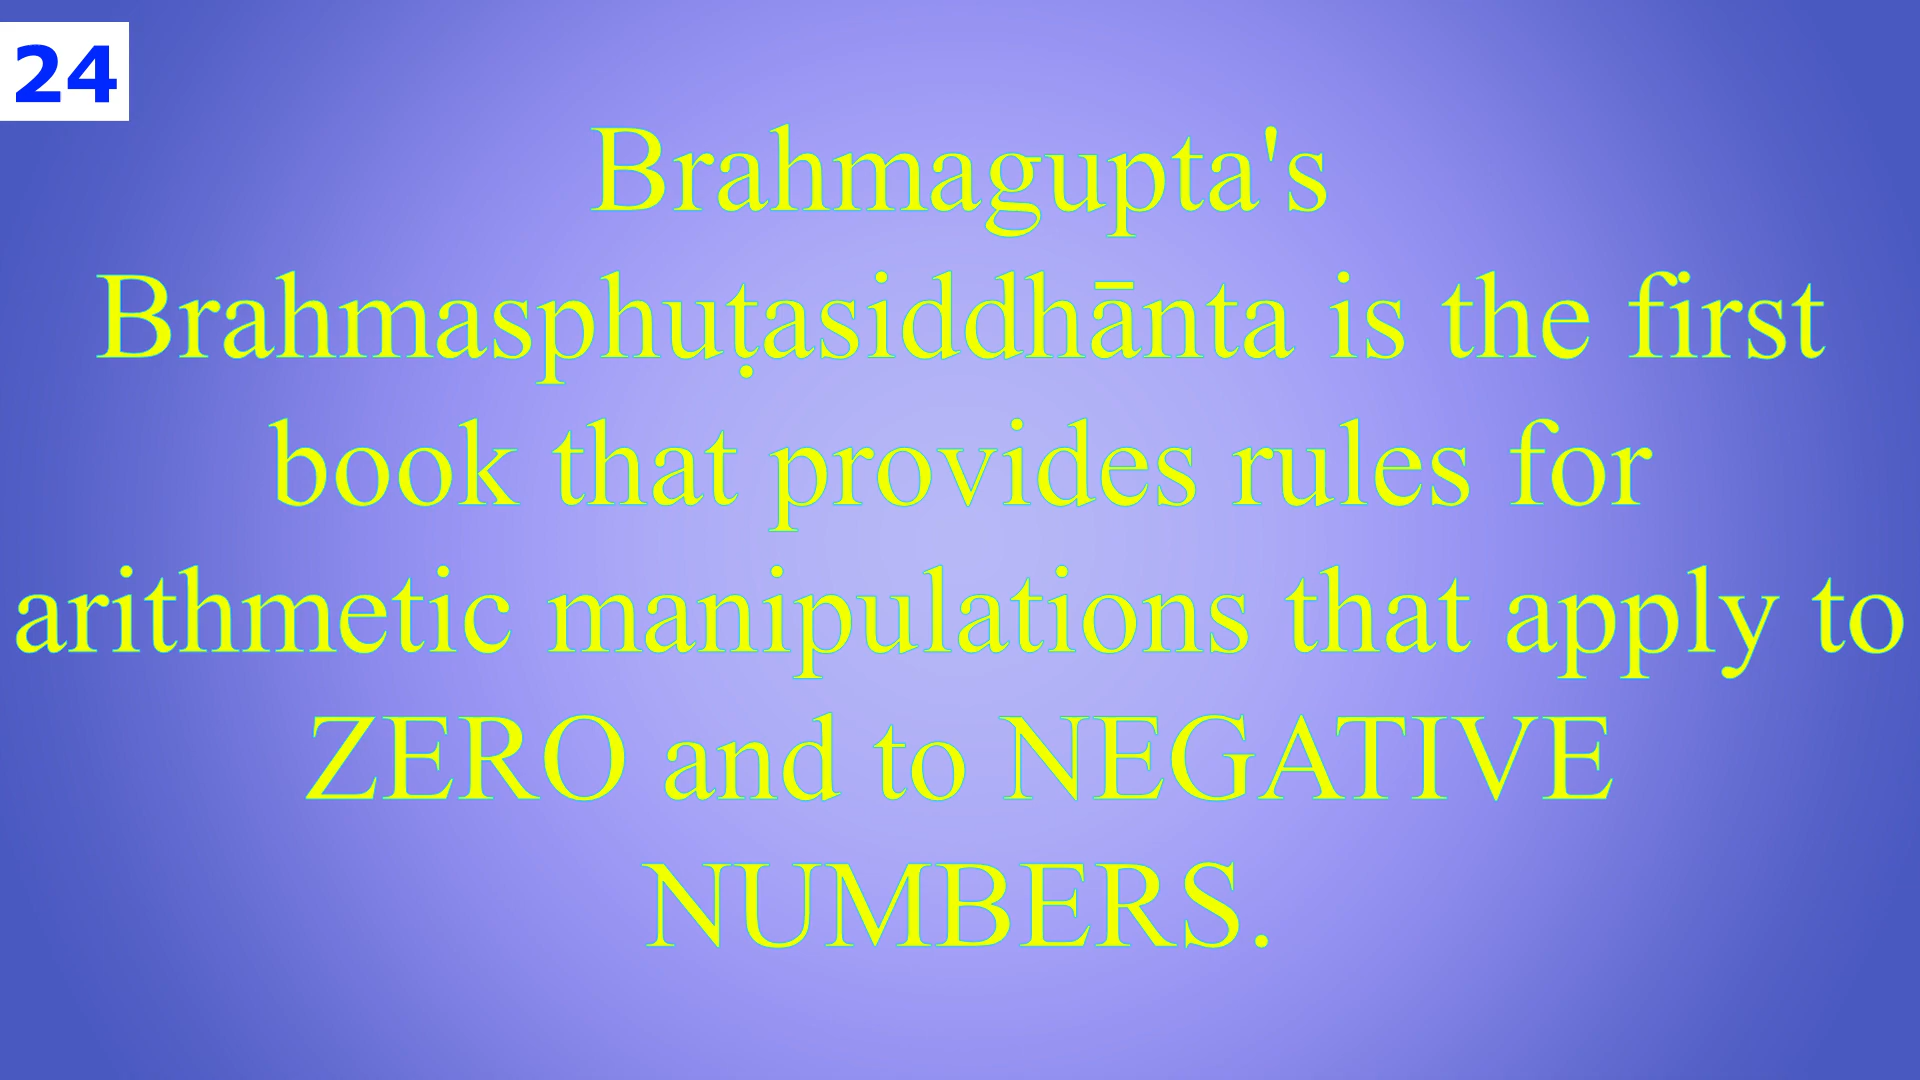 24
Brahmagupta's
Brahmasphuṭasiddhānta is the first
book that provides rules for
arithmetic manipulations that apply to
ZERO and to NEGATIVE
NUMBERS.